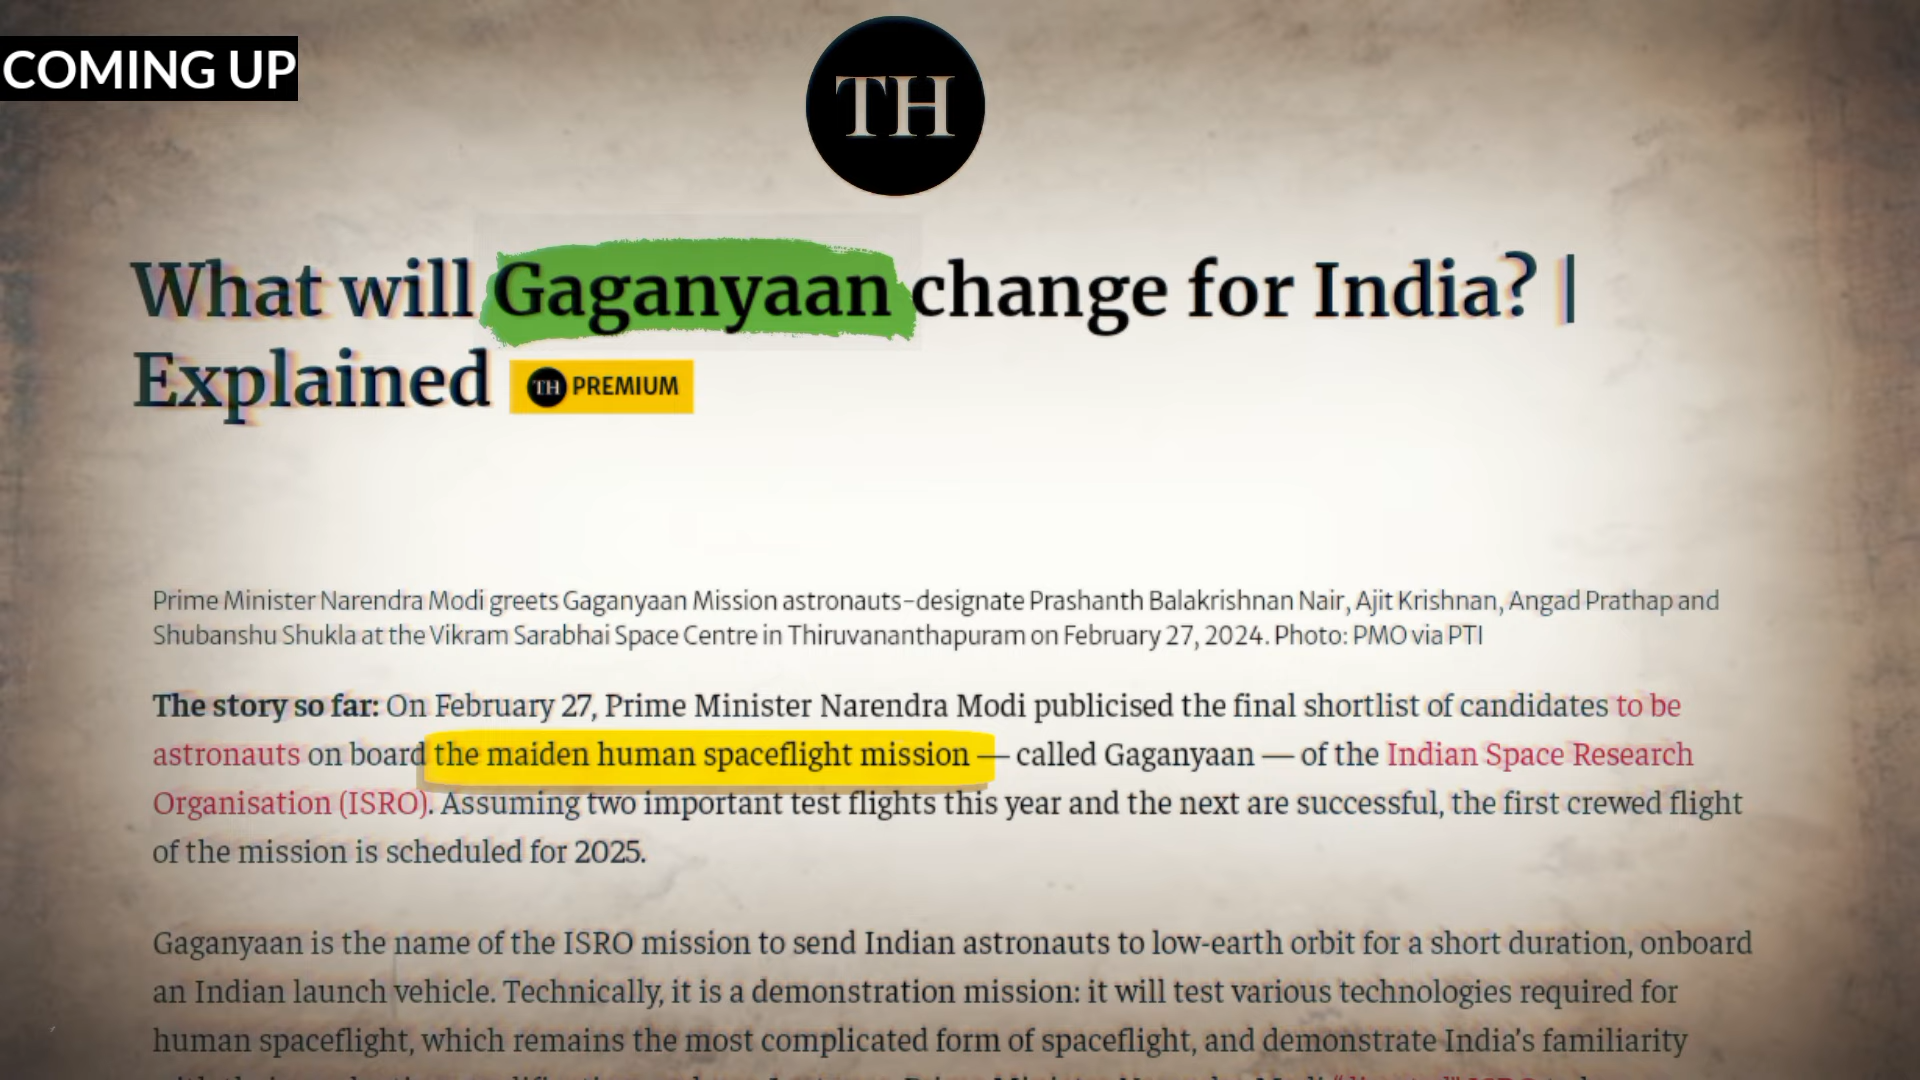 COMING UP
TH
What will Gaganyaan change for India? |
Explained TH PREMIUM
Prime Minister Narendra Modi greets Gaganyaan Mission astronauts-designate Prashanth Balakrishnan Nair, Ajit Krishnan, Angad Prathap and
Shubanshu Shukla at the Vikram Sarabhai Space Centre in Thiruvananthapuram on February 27, 2024. Photo: PMO via PTI
The story so far: On February 27, Prime Minister Narendra Modi publicised the final shortlist of candidates to be
astronauts on board the maiden human spaceflight mission — called Gaganyaan — of the Indian Space Research
Organisation (ISRO). Assuming two important test flights this year and the next are successful, the first crewed flight
of the mission is scheduled for 2025.
Gaganyaan is the name of the ISRO mission to send Indian astronauts to low-earth orbit for a short duration, onboard
an Indian launch vehicle. Technically, it is a demonstration mission: it will test various technologies required for
human spaceflight, which remains the most complicated form of spaceflight, and demonstrate India's familiarity